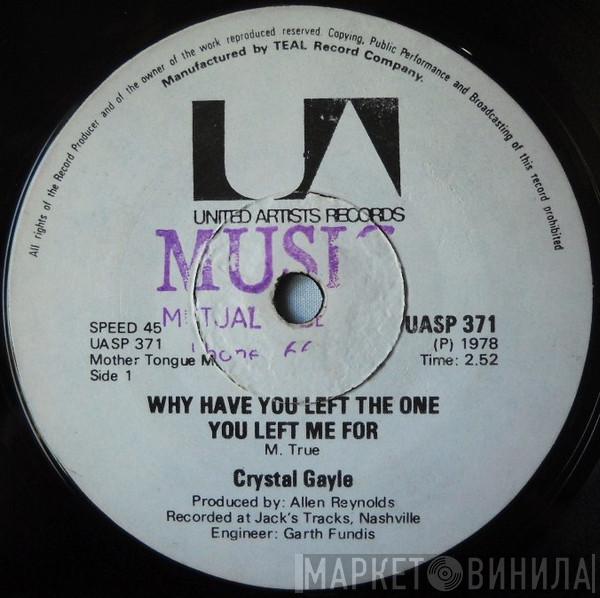 All rights of the Record Producer and of the owner of the work reproduced reserved. Copying, Public Performance and Broadcasting of this record prohibited
Manufactured by TEAL Record Company.
UA
UNITED ARTISTS RECORDS
MUSIC
SPEED 45
UASP 371
Mother Tongue
Side 1
UASP 371
(P) 1978
Time: 2.52
WHY HAVE YOU LEFT THE ONE
YOU LEFT ME FOR
M. True
Crystal Gayle
Produced by: Allen Reynolds
Recorded at Jack's Tracks, Nashville
Engineer: Garth Fundis
МАРКЕТ ВИНИЛА